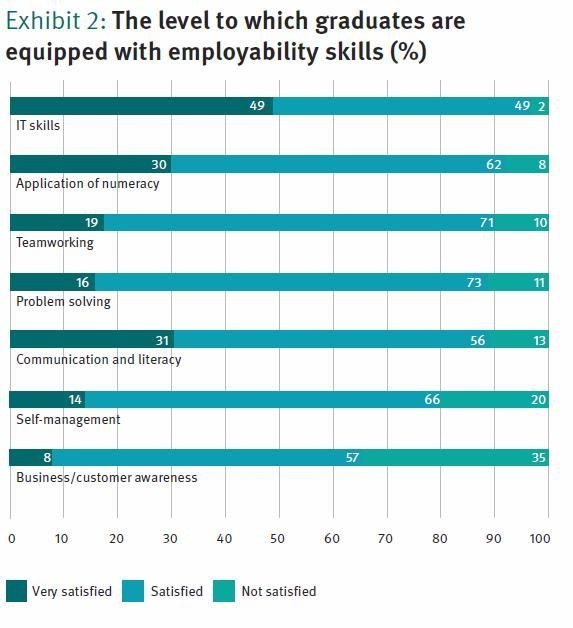 Exhibit 2: The level to which graduates are
equipped with employability skills (%)
49 49 2
IT skills
30 62 8
Application of numeracy
19 71 10
Teamworking
16 73 11
Problem solving
31 56 13
Communication and literacy
14 66 20
Self-management
8 57 35
Business/customer awareness
0 10 20 30 40 50 60 70 80 90 100
Very satisfied Satisfied Not satisfied